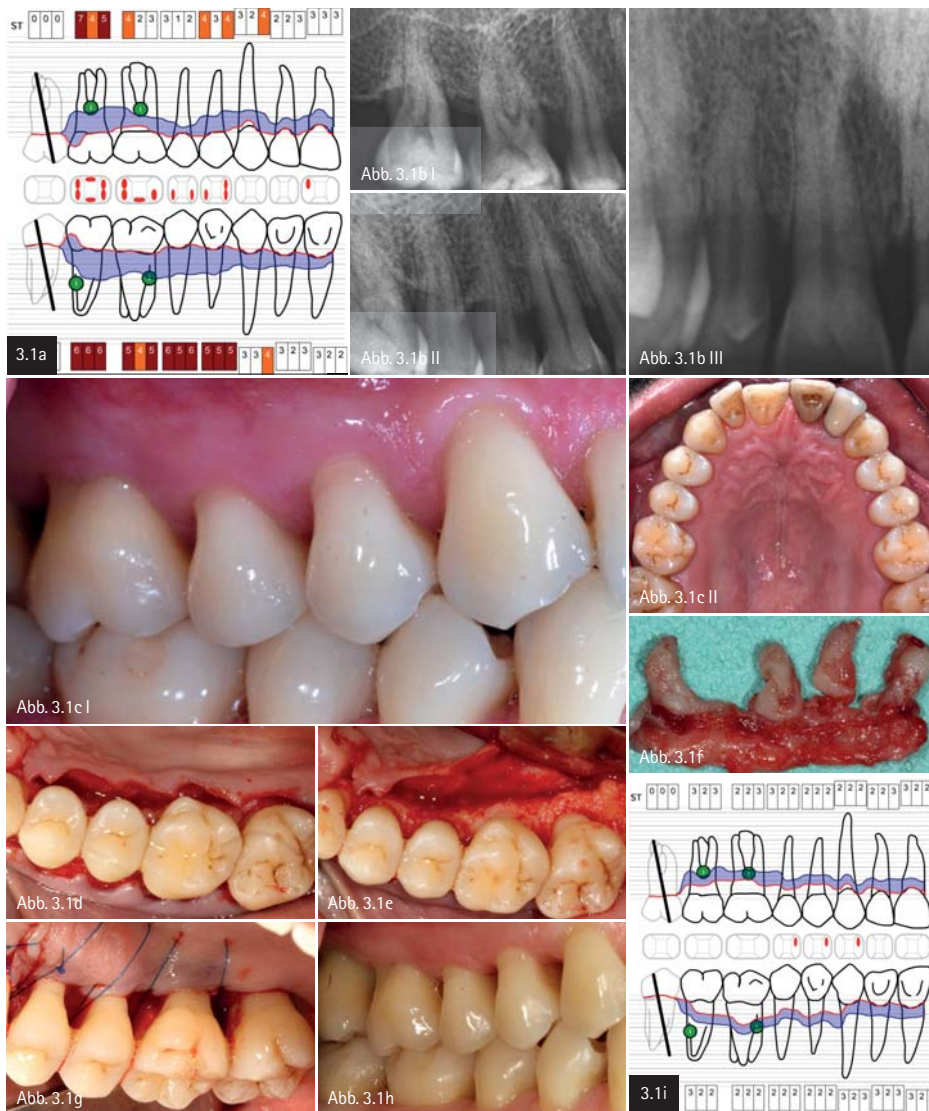 ST 0 0 0 7 4 5 4 2 3 3 1 2 4 3 4 3 2 4 2 2 3 3 3 3
3.1a
6 6 6 5 4 5 6 5 6 5 5 5 3 3 4 3 2 3 3 2 2
Abb. 3.1b I
Abb. 3.1b II
Abb. 3.1b III
Abb. 3.1c I
Abb. 3.1c II
Abb. 3.1d
Abb. 3.1e
Abb. 3.1f
Abb. 3.1g
Abb. 3.1h
ST 0 0 0 3 2 3 2 2 3 3 2 2 2 2 2 2 2 2 2 2 3 3 2 2
3.1i
3 2 2 2 2 2 2 2 2 2 2 2 3 2 3 3 2 3 3 2